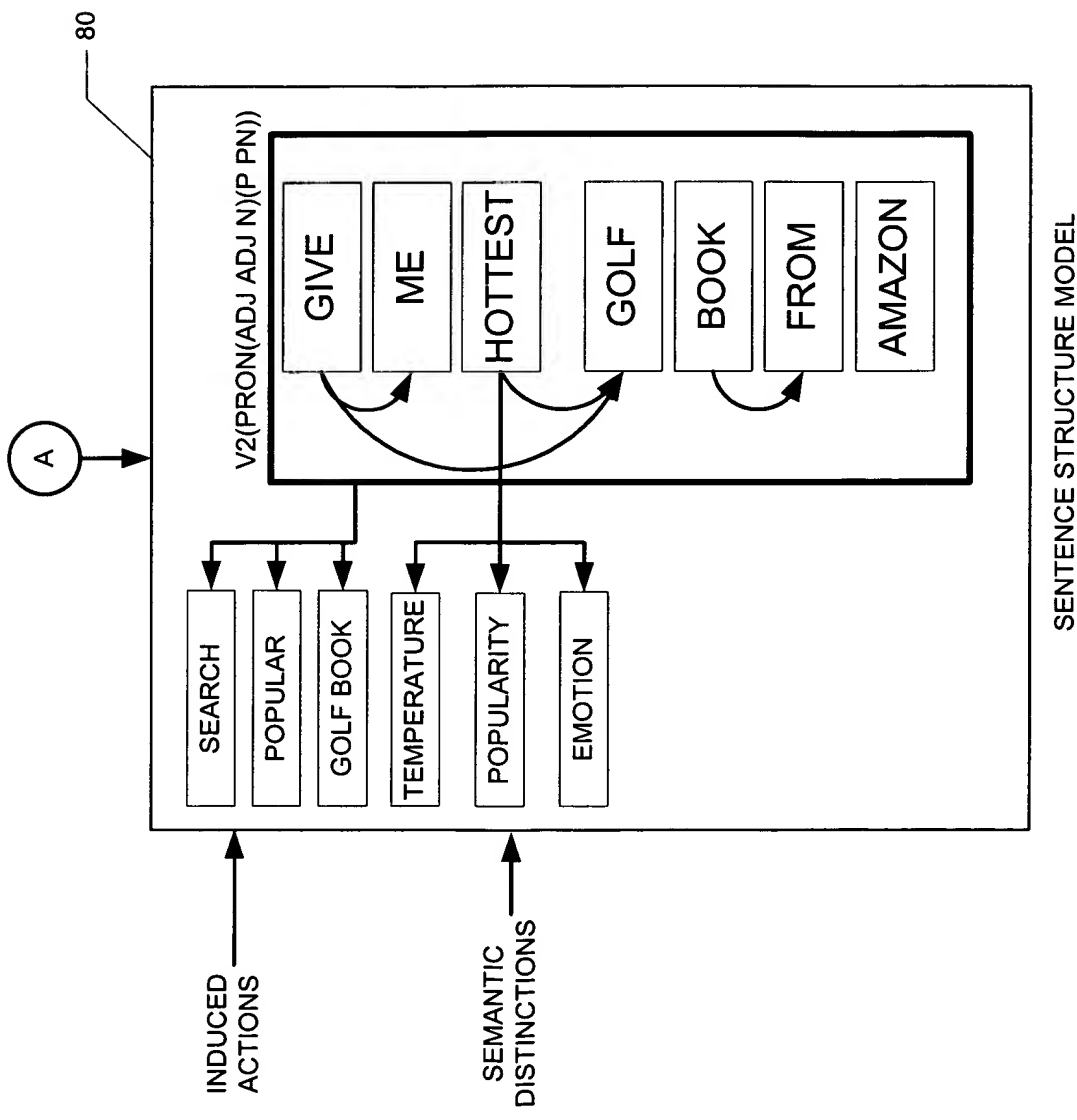 A
80
INDUCED
ACTIONS
SEARCH
POPULAR
GOLF BOOK
SEMANTIC
DISTINCTIONS
TEMPERATURE
POPULARITY
EMOTION
V2(PRON(ADJ ADJ N)(P PN))
GIVE
ME
HOTTEST
GOLF
BOOK
FROM
AMAZON
SENTENCE STRUCTURE MODEL